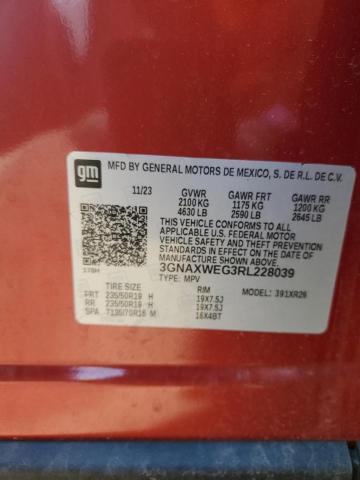 gm
MFD BY GENERAL MOTORS DE MEXICO, S. DE R.L. DE C.V.
11/23 GVWR GAWR FRT GAWR RR
2100 KG 1175 KG 1200 KG
4630 LB 2590 LB 2645 LB
THIS VEHICLE CONFORMS TO ALL
APPLICABLE U.S. FEDERAL MOTOR
VEHICLE SAFETY STANDARDS IN EFFECT
ON THE DATE OF MANUFACTURE SHOWN
ABOVE.
3GNAXWEG3RL228039
TYPE: MPV MODEL: 391XR26
TIRE SIZE RIM
FRT 235/50R19 H 19X7.5J
RR 235/50R19 H 19X7.5J
SPA T135/70R16 M 16X4BT